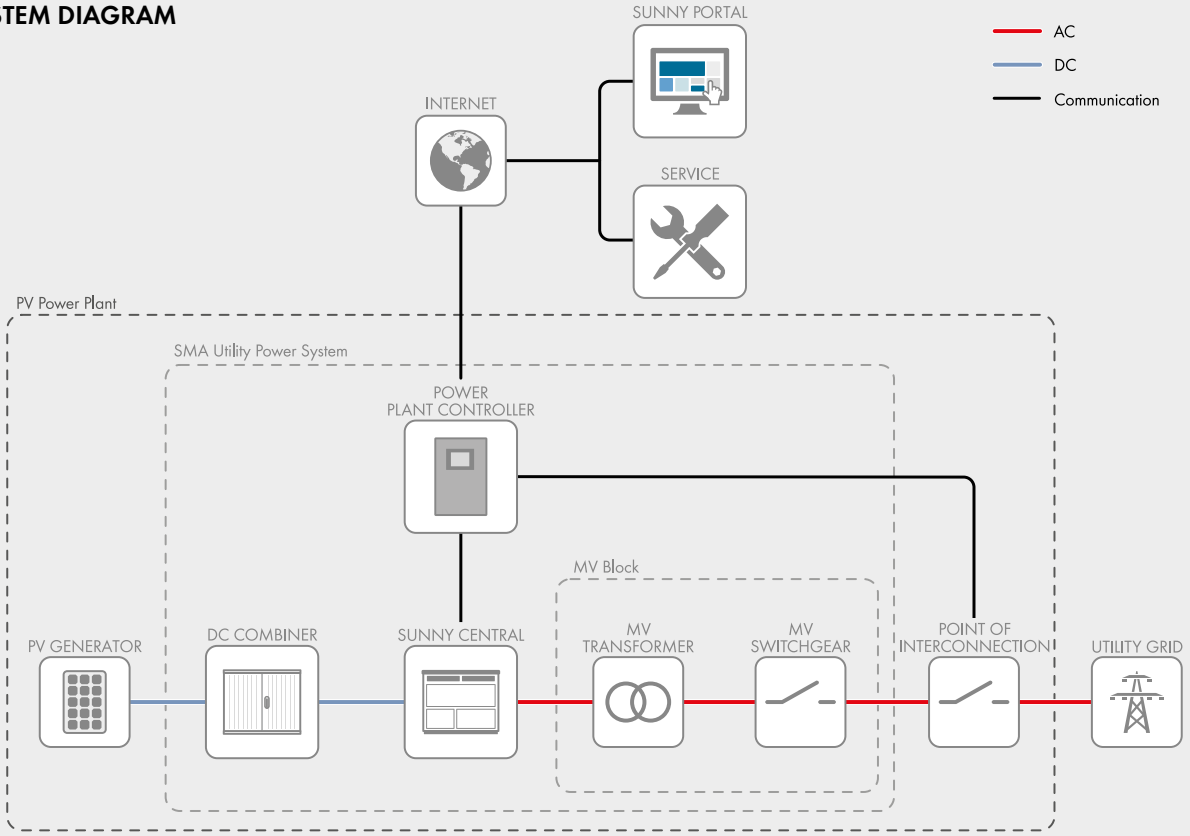 STEM DIAGRAM
SUNNY PORTAL
AC
DC
Communication
INTERNET
SERVICE
PV Power Plant
SMA Utility Power System
POWER
PLANT CONTROLLER
MV Block
PV GENERATOR
DC COMBINER
SUNNY CENTRAL
MV
TRANSFORMER
MV
SWITCHGEAR
POINT OF
INTERCONNECTION
UTILITY GRID